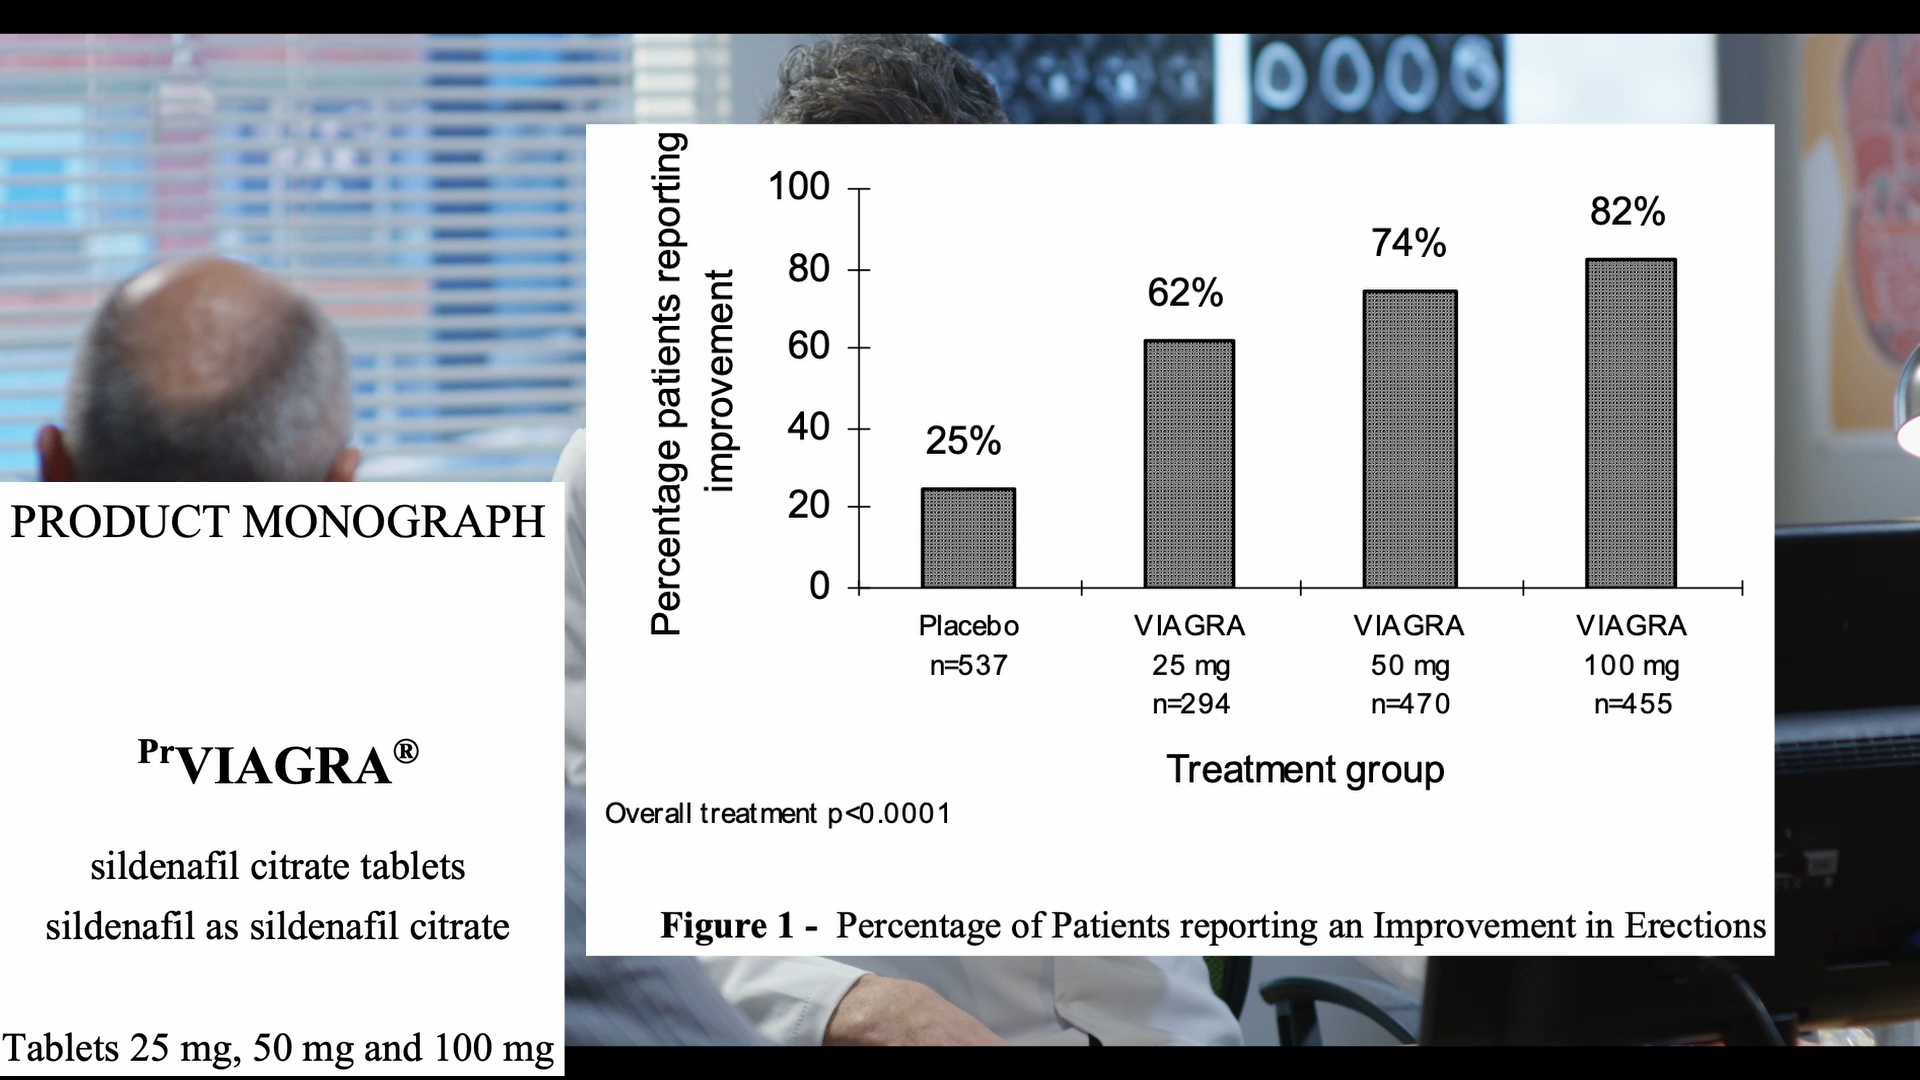 PRODUCT MONOGRAPH
PrVIAGRA®
sildenafil citrate tablets
sildenafil as sildenafil citrate
Tablets 25 mg, 50 mg and 100 mg
Percentage patients reporting
improvement
100
80
60
40
20
0
25%
62%
74%
82%
Placebo
n=537
VIAGRA
25 mg
n=294
VIAGRA
50 mg
n=470
VIAGRA
100 mg
n=455
Treatment group
Overall treatment p<0.0001
Figure 1 - Percentage of Patients reporting an Improvement in Erections